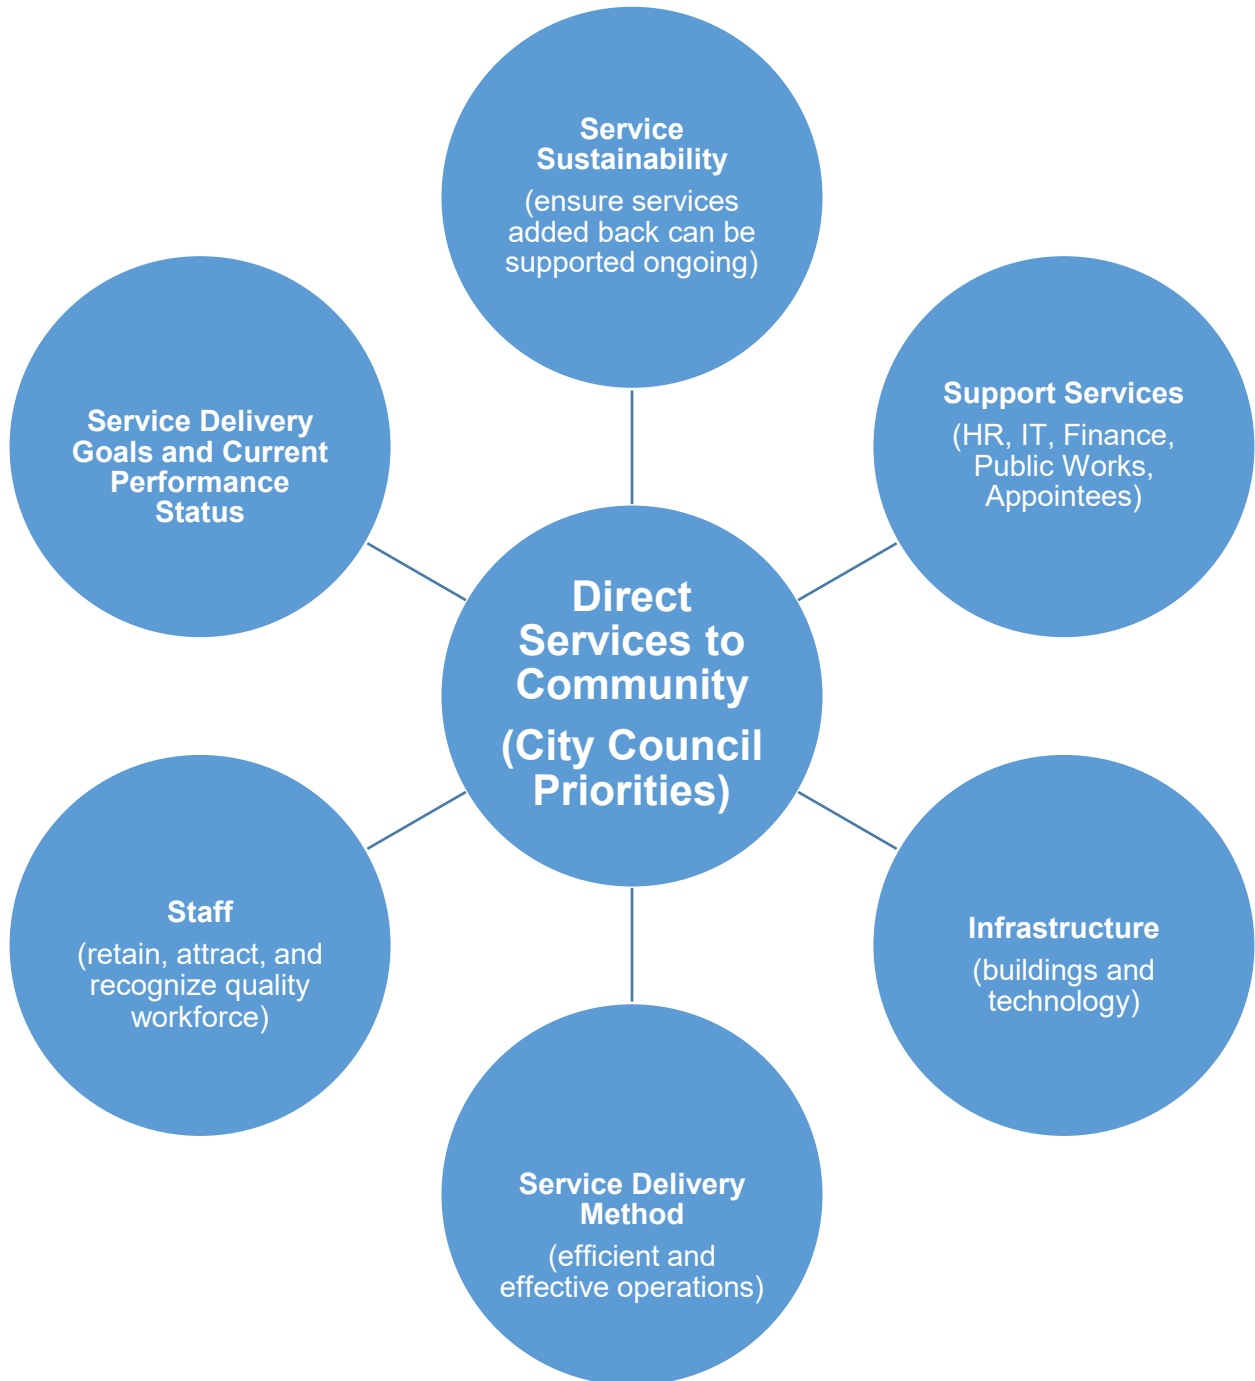 Service
Sustainability
(ensure services
added back can be
supported ongoing)
Support Services
(HR, IT, Finance,
Public Works,
Appointees)
Service Delivery
Goals and Current
Performance
Status
Direct
Services to
Community
(City Council
Priorities)
Staff
(retain, attract, and
recognize quality
workforce)
Infrastructure
(buildings and
technology)
Service Delivery
Method
(efficient and
effective operations)